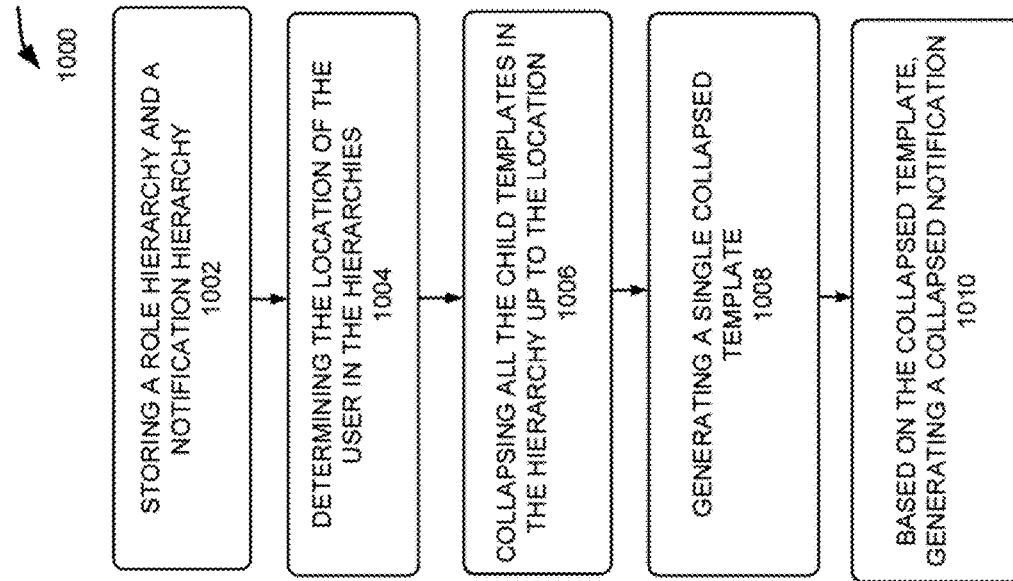 1000
STORING A ROLE HIERARCHY AND A
NOTIFICATION HIERARCHY
1002
DETERMINING THE LOCATION OF THE
USER IN THE HIERARCHIES
1004
COLLAPSING ALL THE CHILD TEMPLATES IN
THE HIERARCHY UP TO THE LOCATION
1006
GENERATING A SINGLE COLLAPSED
TEMPLATE
1008
BASED ON THE COLLAPSED TEMPLATE,
GENERATING A COLLAPSED NOTIFICATION
1010